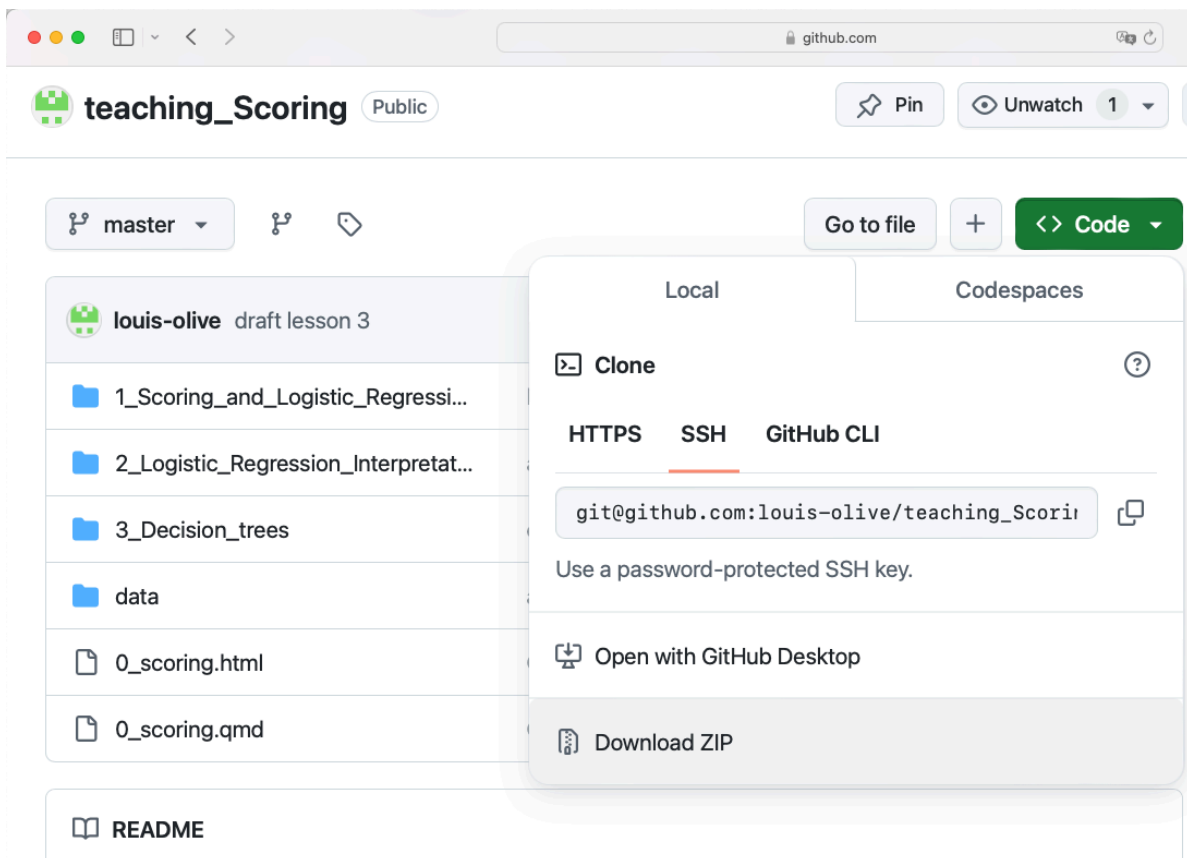 github.com
teaching_Scoring Public Pin Unwatch 1
master Go to file Code
Local Codespaces
louis-olive draft lesson 3
Clone
1_Scoring_and_Logistic_Regressi...
HTTPS SSH GitHub CLI
2_Logistic_Regression_Interpretat...
git@github.com:louis-olive/teaching_Scorin
3_Decision_trees
Use a password-protected SSH key.
data
Open with GitHub Desktop
0_scoring.html
0_scoring.qmd
Download ZIP
README